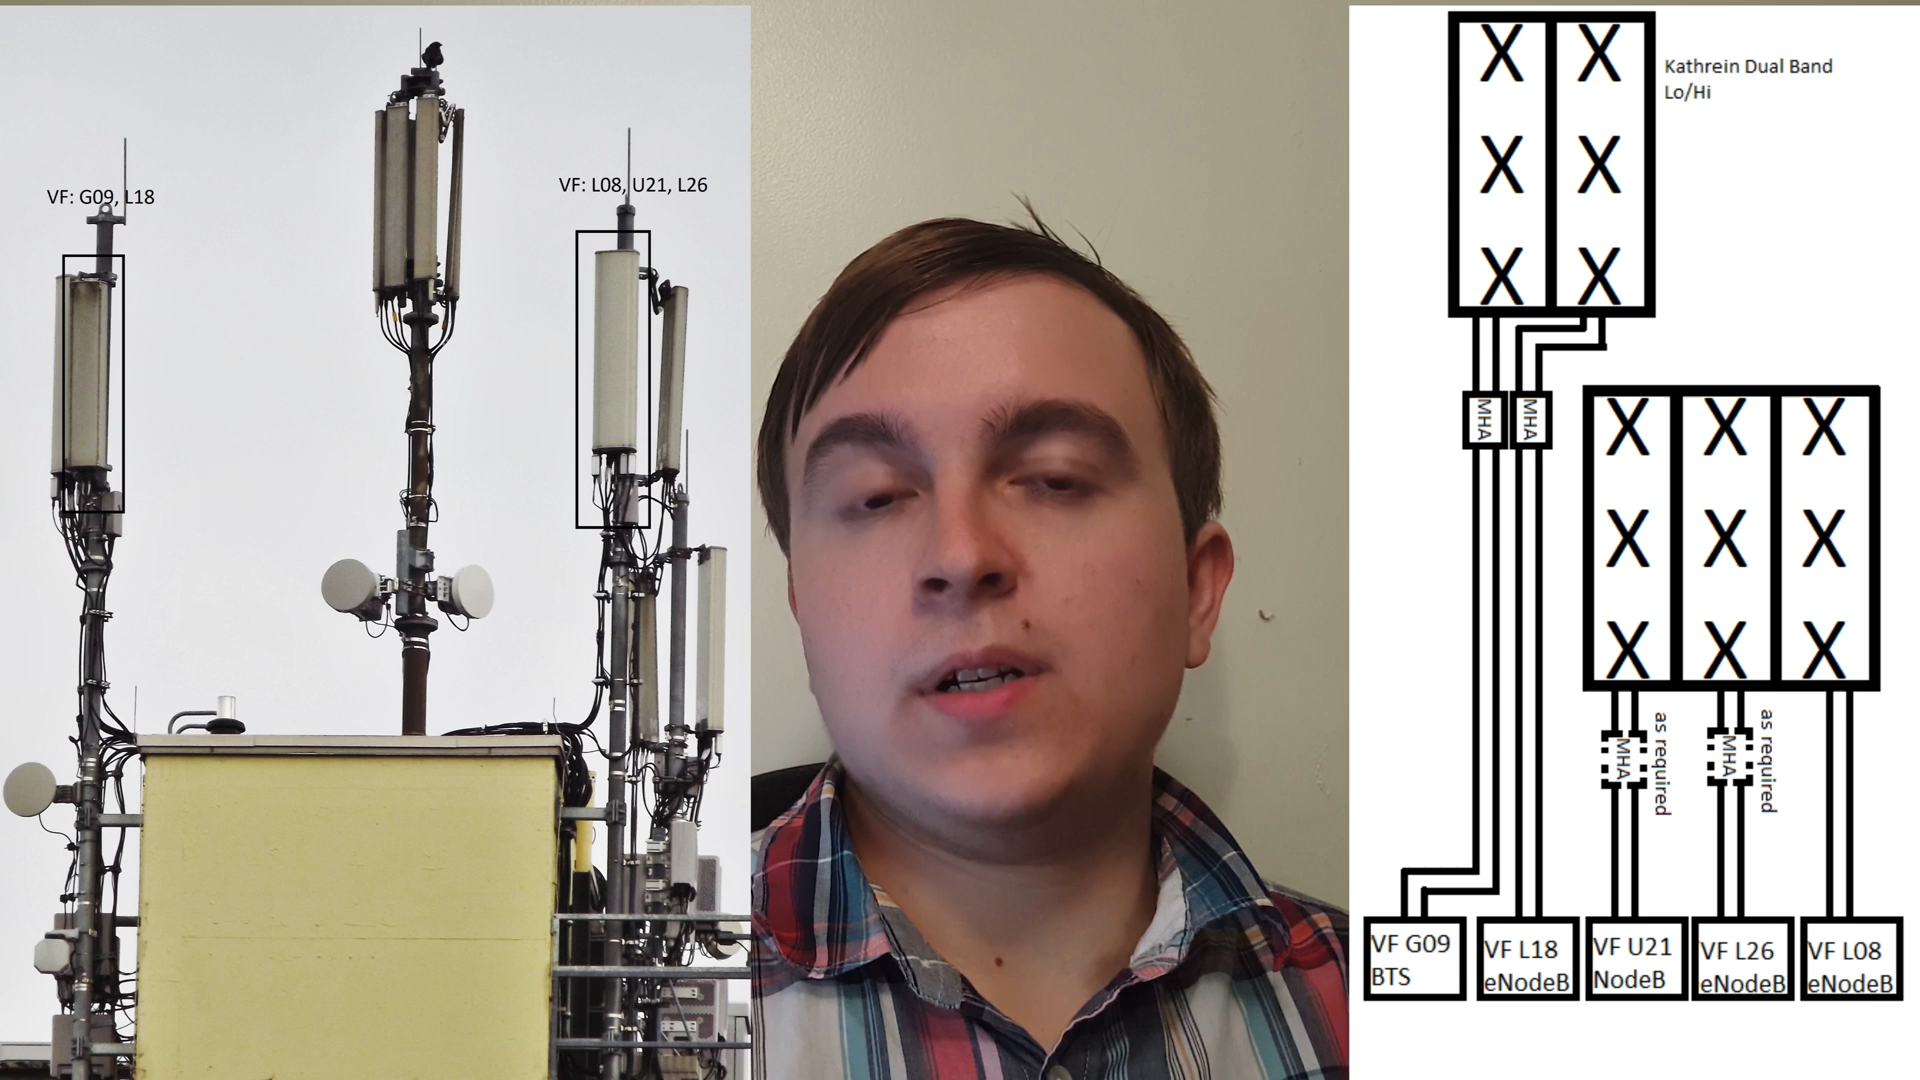 VF: G09, L18
VF: L08, U21, L26
Kathrein Dual Band
Lo/Hi
X X
X X
X X
MHA
MHA
X X X
X X X
X X X
MHA
as required
MHA
as required
VF G09
BTS
VF L18
eNodeB
VF U21
NodeB
VF L26
eNodeB
VF L08
eNodeB